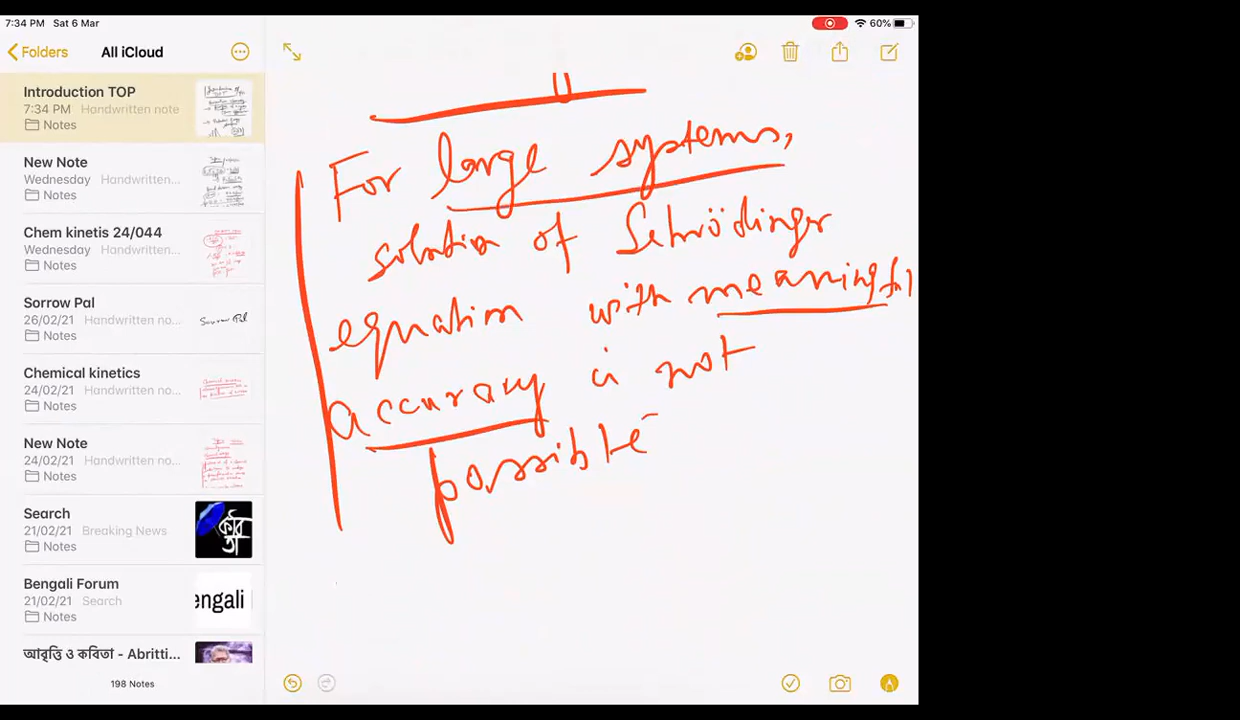 7:34 PM Sat 6 Mar
60%
Folders
All iCloud
Introduction TOP
7:34 PM Handwritten note
Notes
New Note
Wednesday Handwritten...
Notes
Chem kinetis 24/044
Wednesday Handwritten...
Notes
Sorrow Pal
26/02/21 Handwritten no...
Notes
Chemical kinetics
24/02/21 Handwritten no...
Notes
New Note
24/02/21 Handwritten no...
Notes
Search
21/02/21 Breaking News
Notes
Bengali Forum
21/02/21 Search
Notes
engali
আবৃত্তি ও কবিতা - Abritti...
198 Notes
For large systems,
solution of Schrödinger
equation with meaningful
accuracy is not
possible